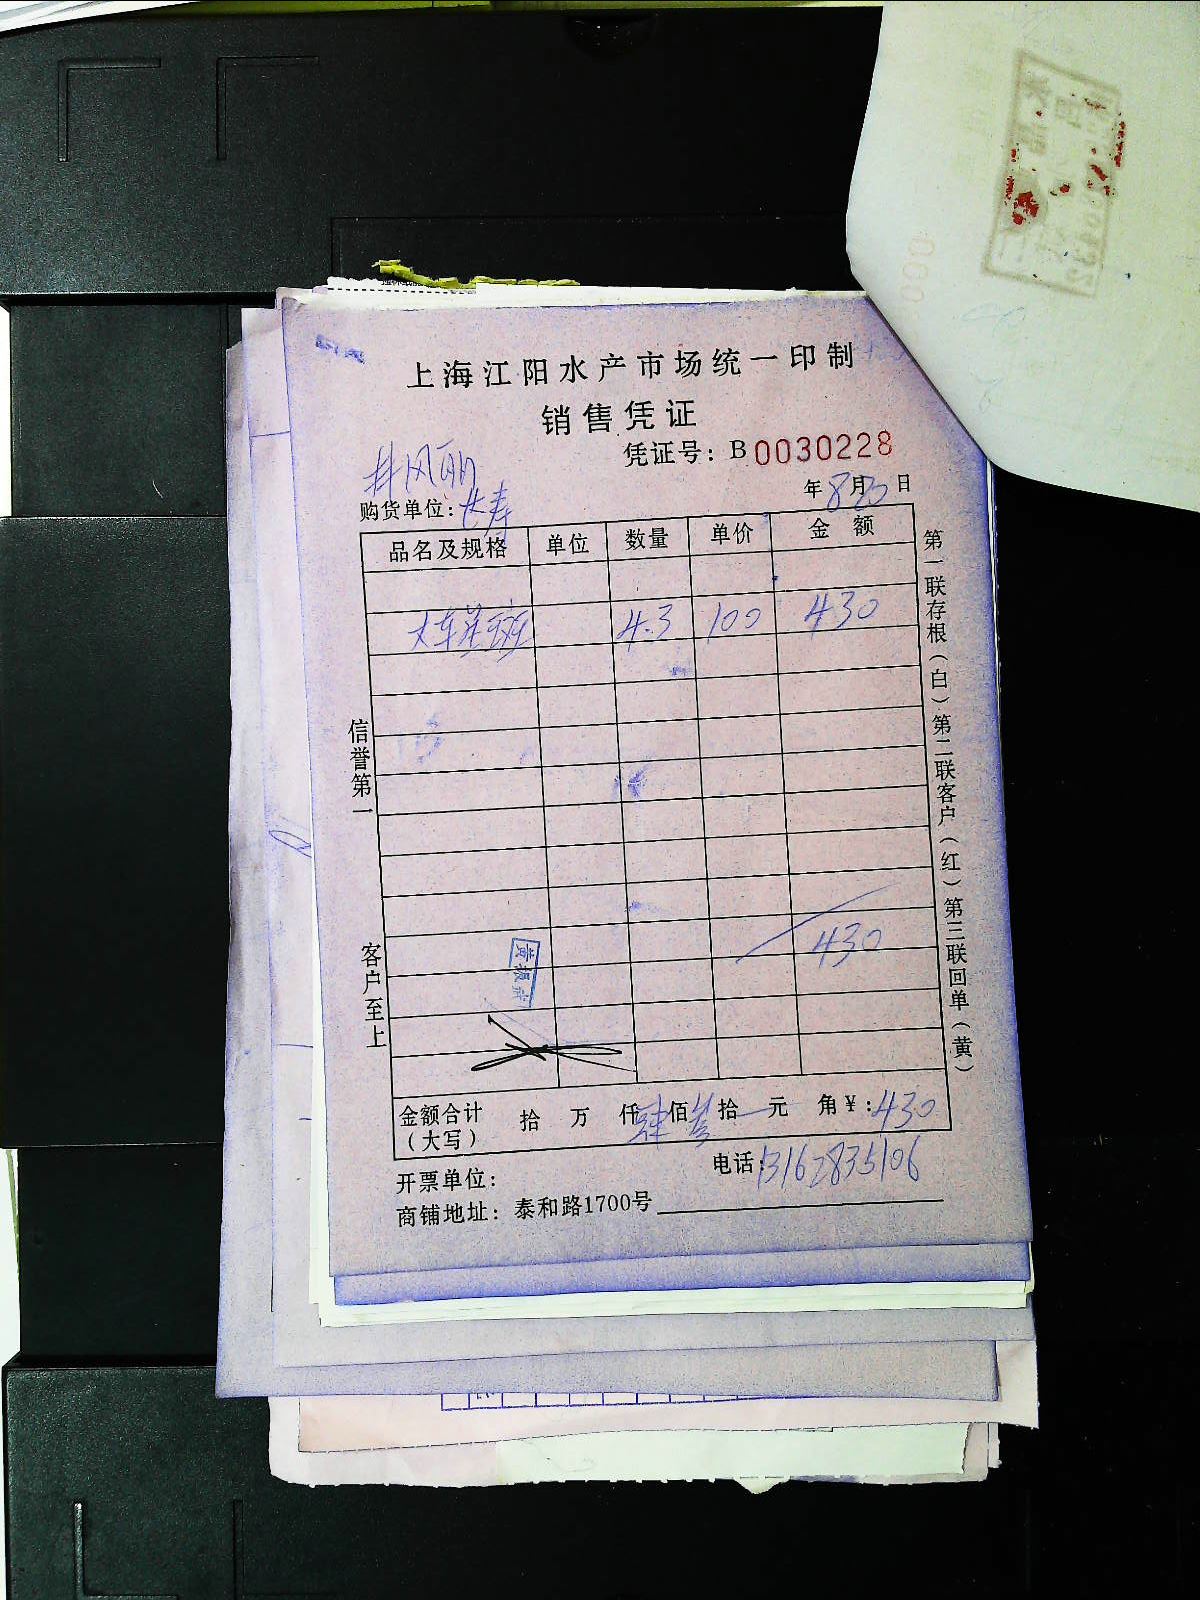 上海江阳水产市场统一印制
销售凭证
凭证号：B 0030228
购货单位：长寿
年 8月20日
品名及规格 单位 数量 单价 金额
4.3 100 430
430
信誉第一
客户至上
第一联存根（白）第二联客户（红）第三联回单（黄）
金额合计（大写） 拾 万 仟 肆佰 叁拾 元 角 ¥：430
电话：13162835106
开票单位：
商铺地址：泰和路1700号